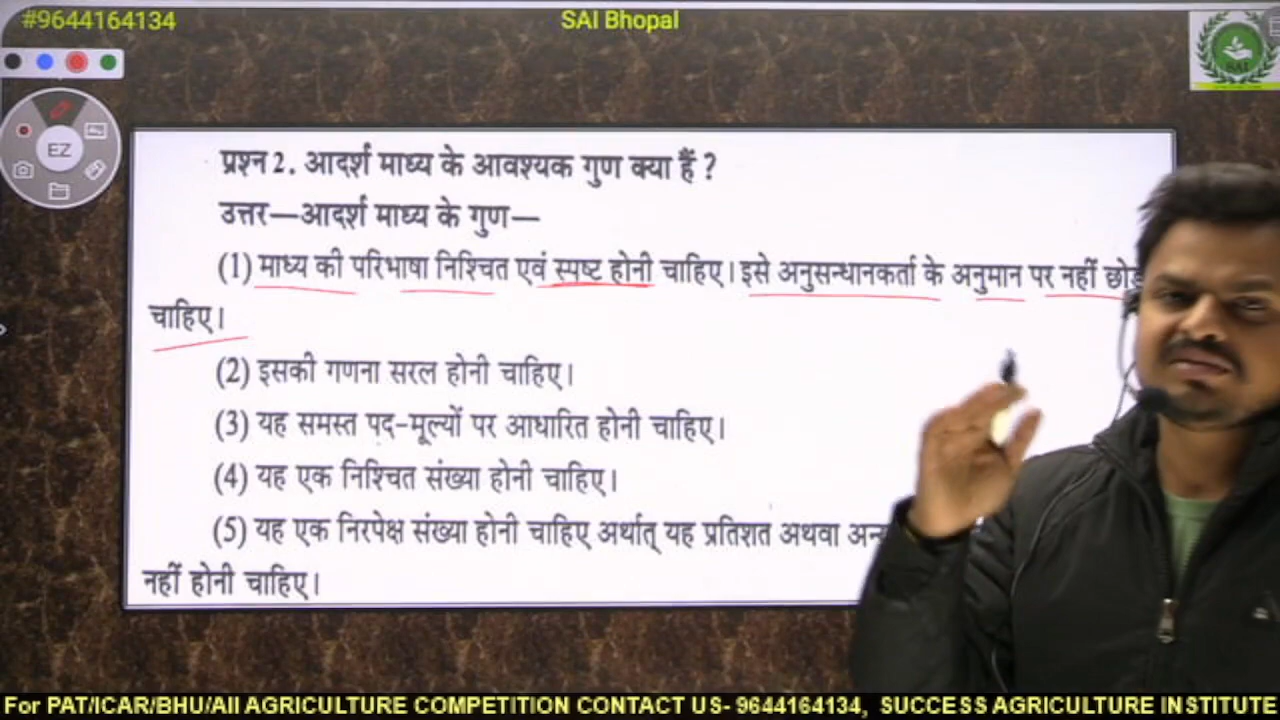 #9644164134
SAI Bhopal
SAI
EZ
प्रश्न 2. आदर्श माध्य के आवश्यक गुण क्या हैं ?
उत्तर—आदर्श माध्य के गुण—
(1) माध्य की परिभाषा निश्चित एवं स्पष्ट होनी चाहिए। इसे अनुसन्धानकर्ता के अनुमान पर नहीं
चाहिए।
(2) इसकी गणना सरल होनी चाहिए।
(3) यह समस्त पद-मूल्यों पर आधारित होनी चाहिए।
(4) यह एक निश्चित संख्या होनी चाहिए।
(5) यह एक निरपेक्ष संख्या होनी चाहिए अर्थात् यह प्रतिशत अथवा
नहीं होनी चाहिए।
For PAT/ICAR/BHU/All AGRICULTURE COMPETITION CONTACT US- 9644164134, SUCCESS AGRICULTURE INSTITUTE